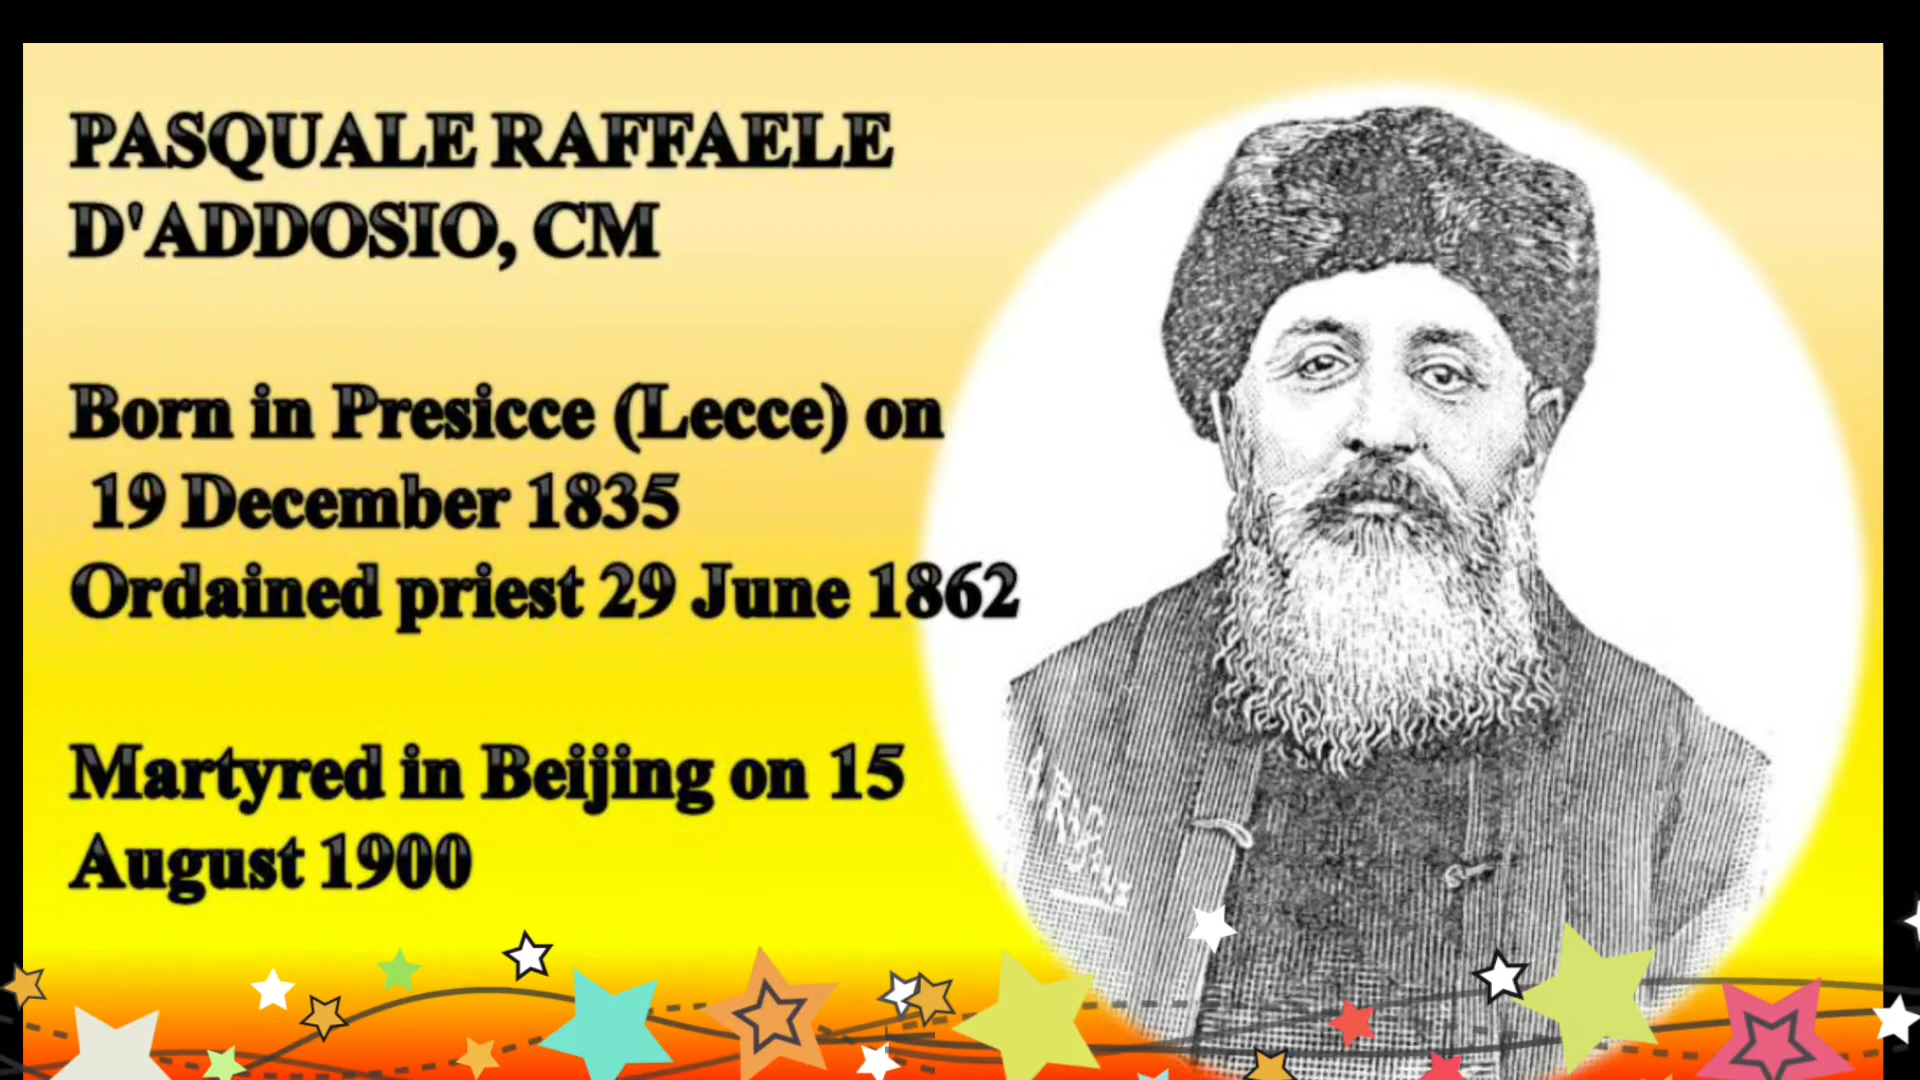 PASQUALE RAFFAELE
D'ADDOSIO, CM
Born in Presicce (Lecce) on
19 December 1835
Ordained priest 29 June 1862
Martyred in Beijing on 15
August 1900